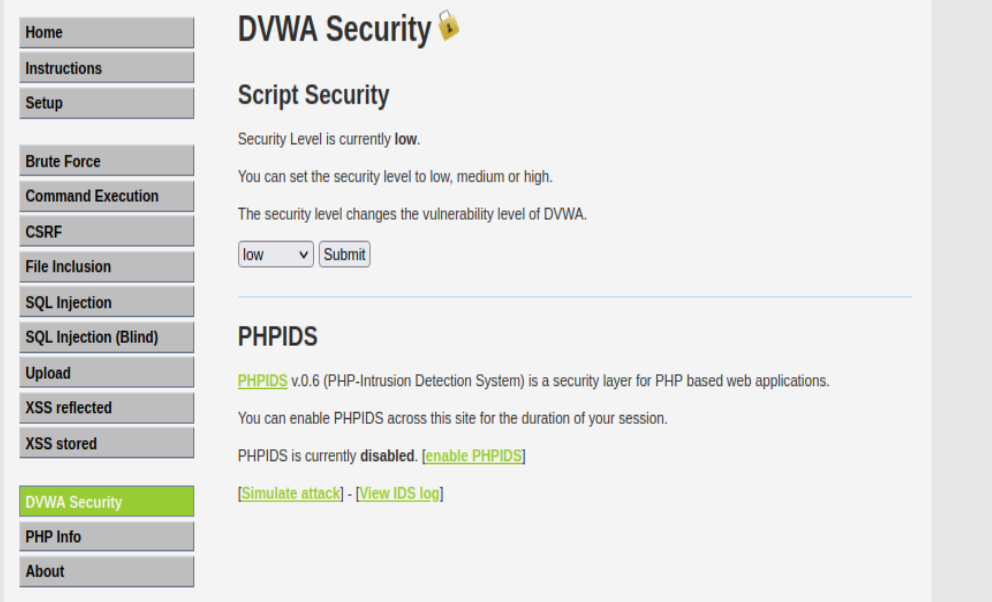 Home
Instructions
Setup
Brute Force
Command Execution
CSRF
File Inclusion
SQL Injection
SQL Injection (Blind)
Upload
XSS reflected
XSS stored
DVWA Security
PHP Info
About
DVWA Security
Script Security
Security Level is currently low.
You can set the security level to low, medium or high.
The security level changes the vulnerability level of DVWA.
low Submit
PHPIDS
PHPIDS v.0.6 (PHP-Intrusion Detection System) is a security layer for PHP based web applications.
You can enable PHPIDS across this site for the duration of your session.
PHPIDS is currently disabled. [enable PHPIDS]
[Simulate attack] - [View IDS log]